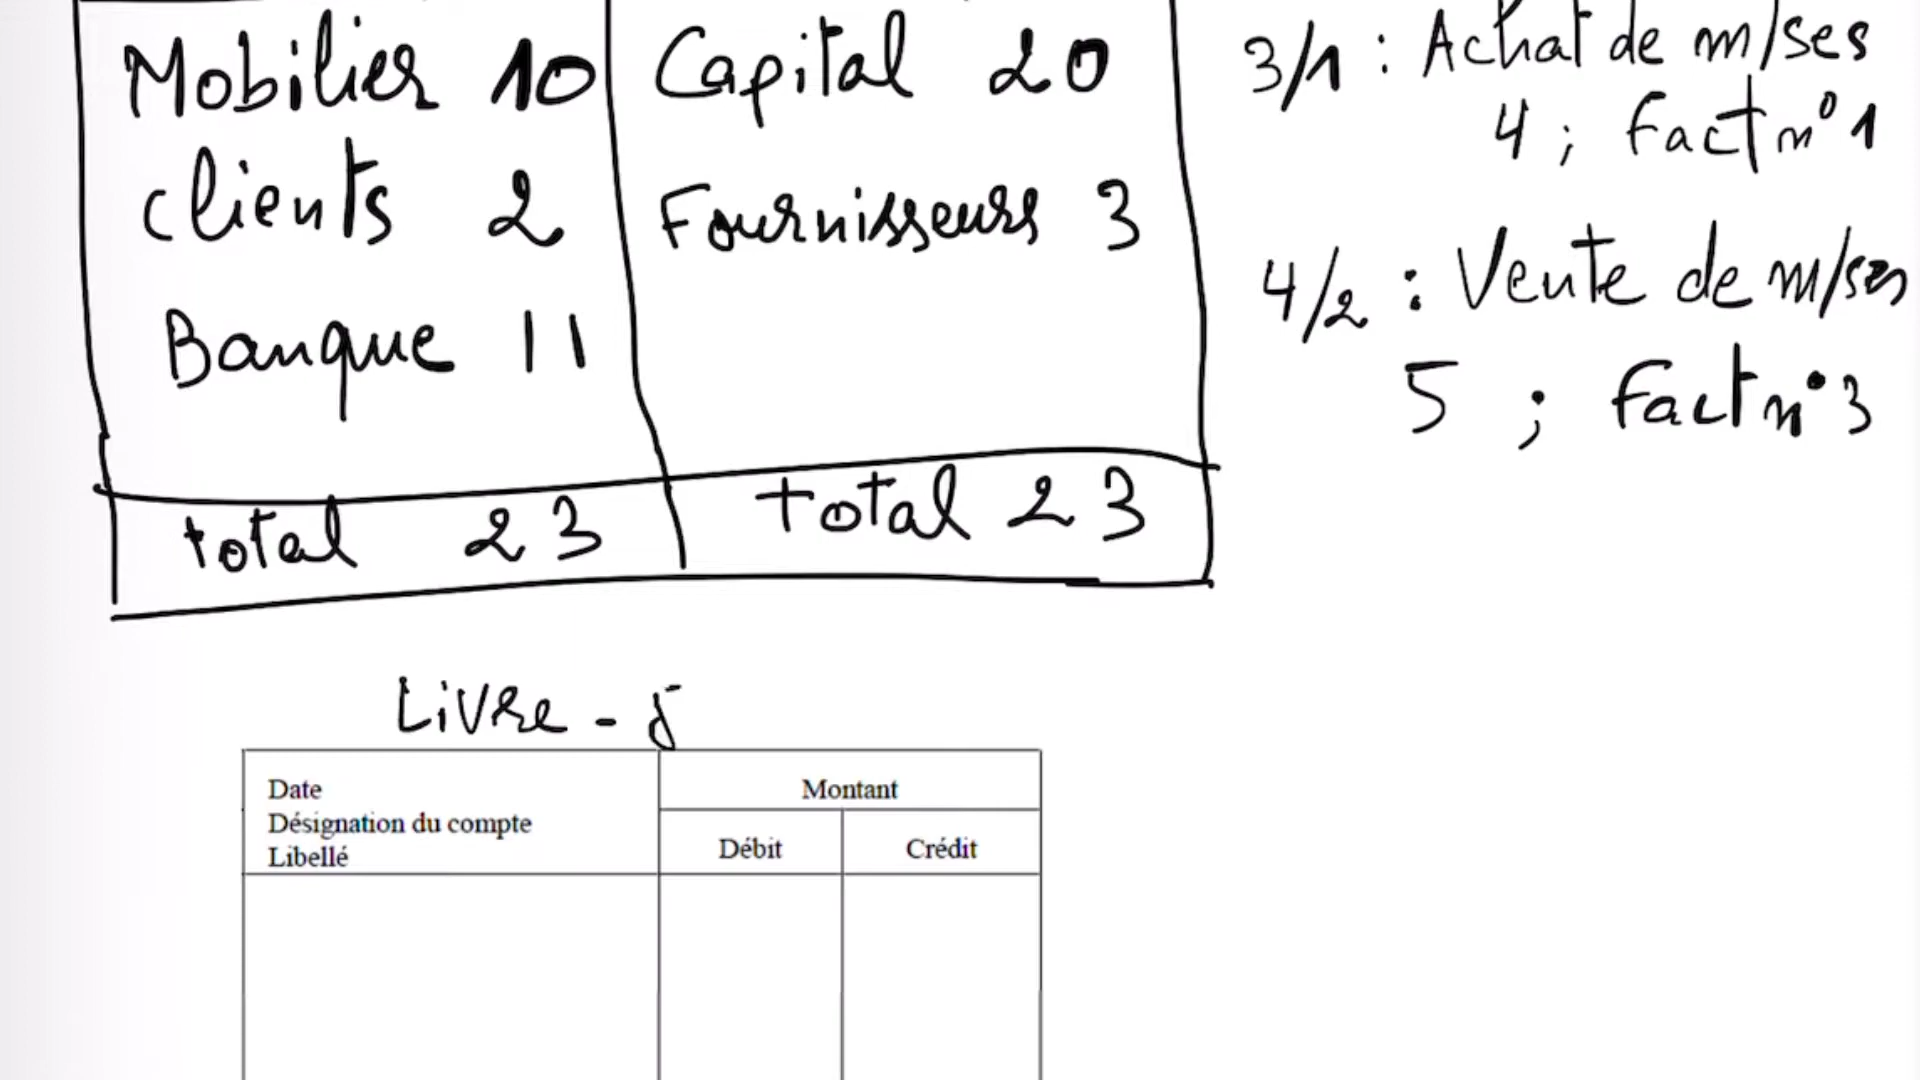 Mobilier 10
Capital 20
clients 2
Fournisseurs 3
Banque 11
total 23
total 23
3/1 : Achat de m/ses
4 ; Fact n° 1
4/2 : Vente de m/ses
5 ; Fact n° 3
Livre - J
Date
Désignation du compte
Libellé
Montant
Débit
Crédit